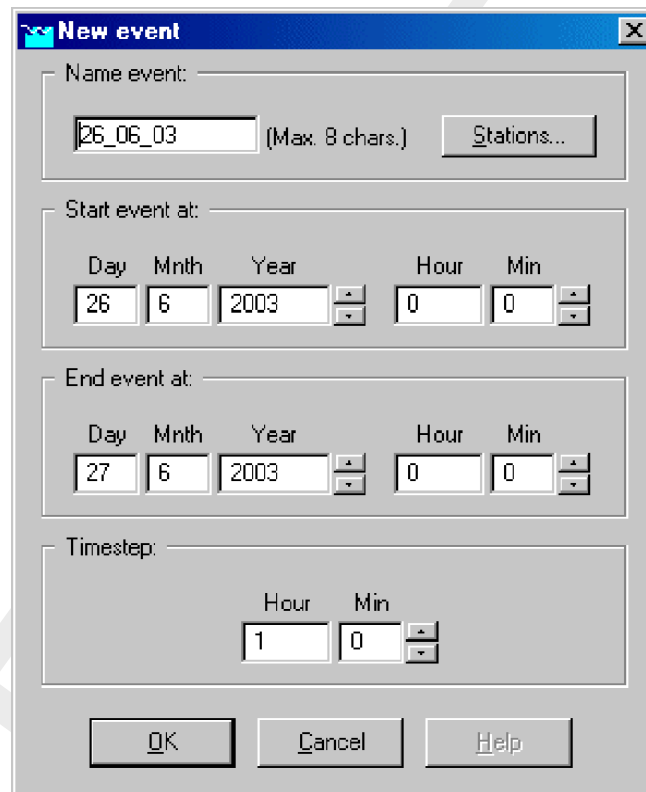 New event
Name event:
26_06_03 (Max. 8 chars.) Stations...
Start event at:
Day Mnth Year Hour Min
26 6 2003 0 0
End event at:
Day Mnth Year Hour Min
27 6 2003 0 0
Timestep:
Hour Min
1 0
OK Cancel Help